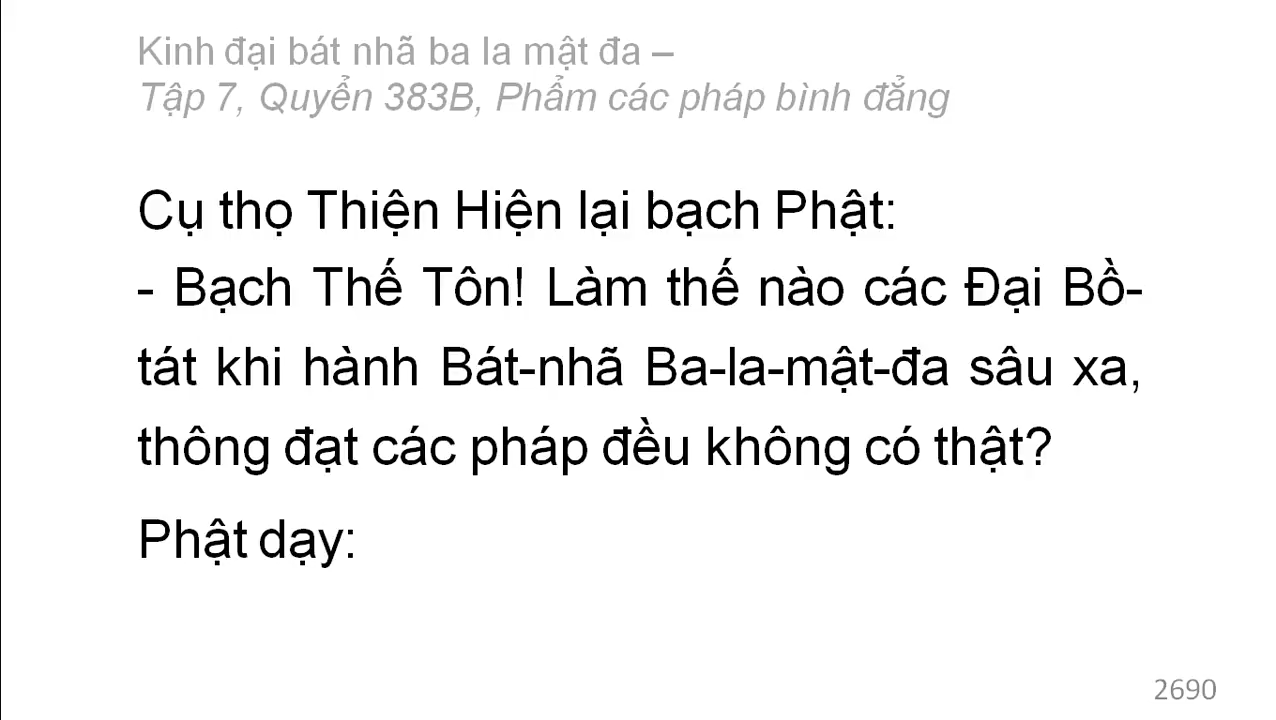 Kinh đại bát nhã ba la mật đa –
Tập 7, Quyển 383B, Phẩm các pháp bình đẳng
Cụ thọ Thiện Hiện lại bạch Phật:
- Bạch Thế Tôn! Làm thế nào các Đại Bồ-
tát khi hành Bát-nhã Ba-la-mật-đa sâu xa,
thông đạt các pháp đều không có thật?
Phật dạy:
2690